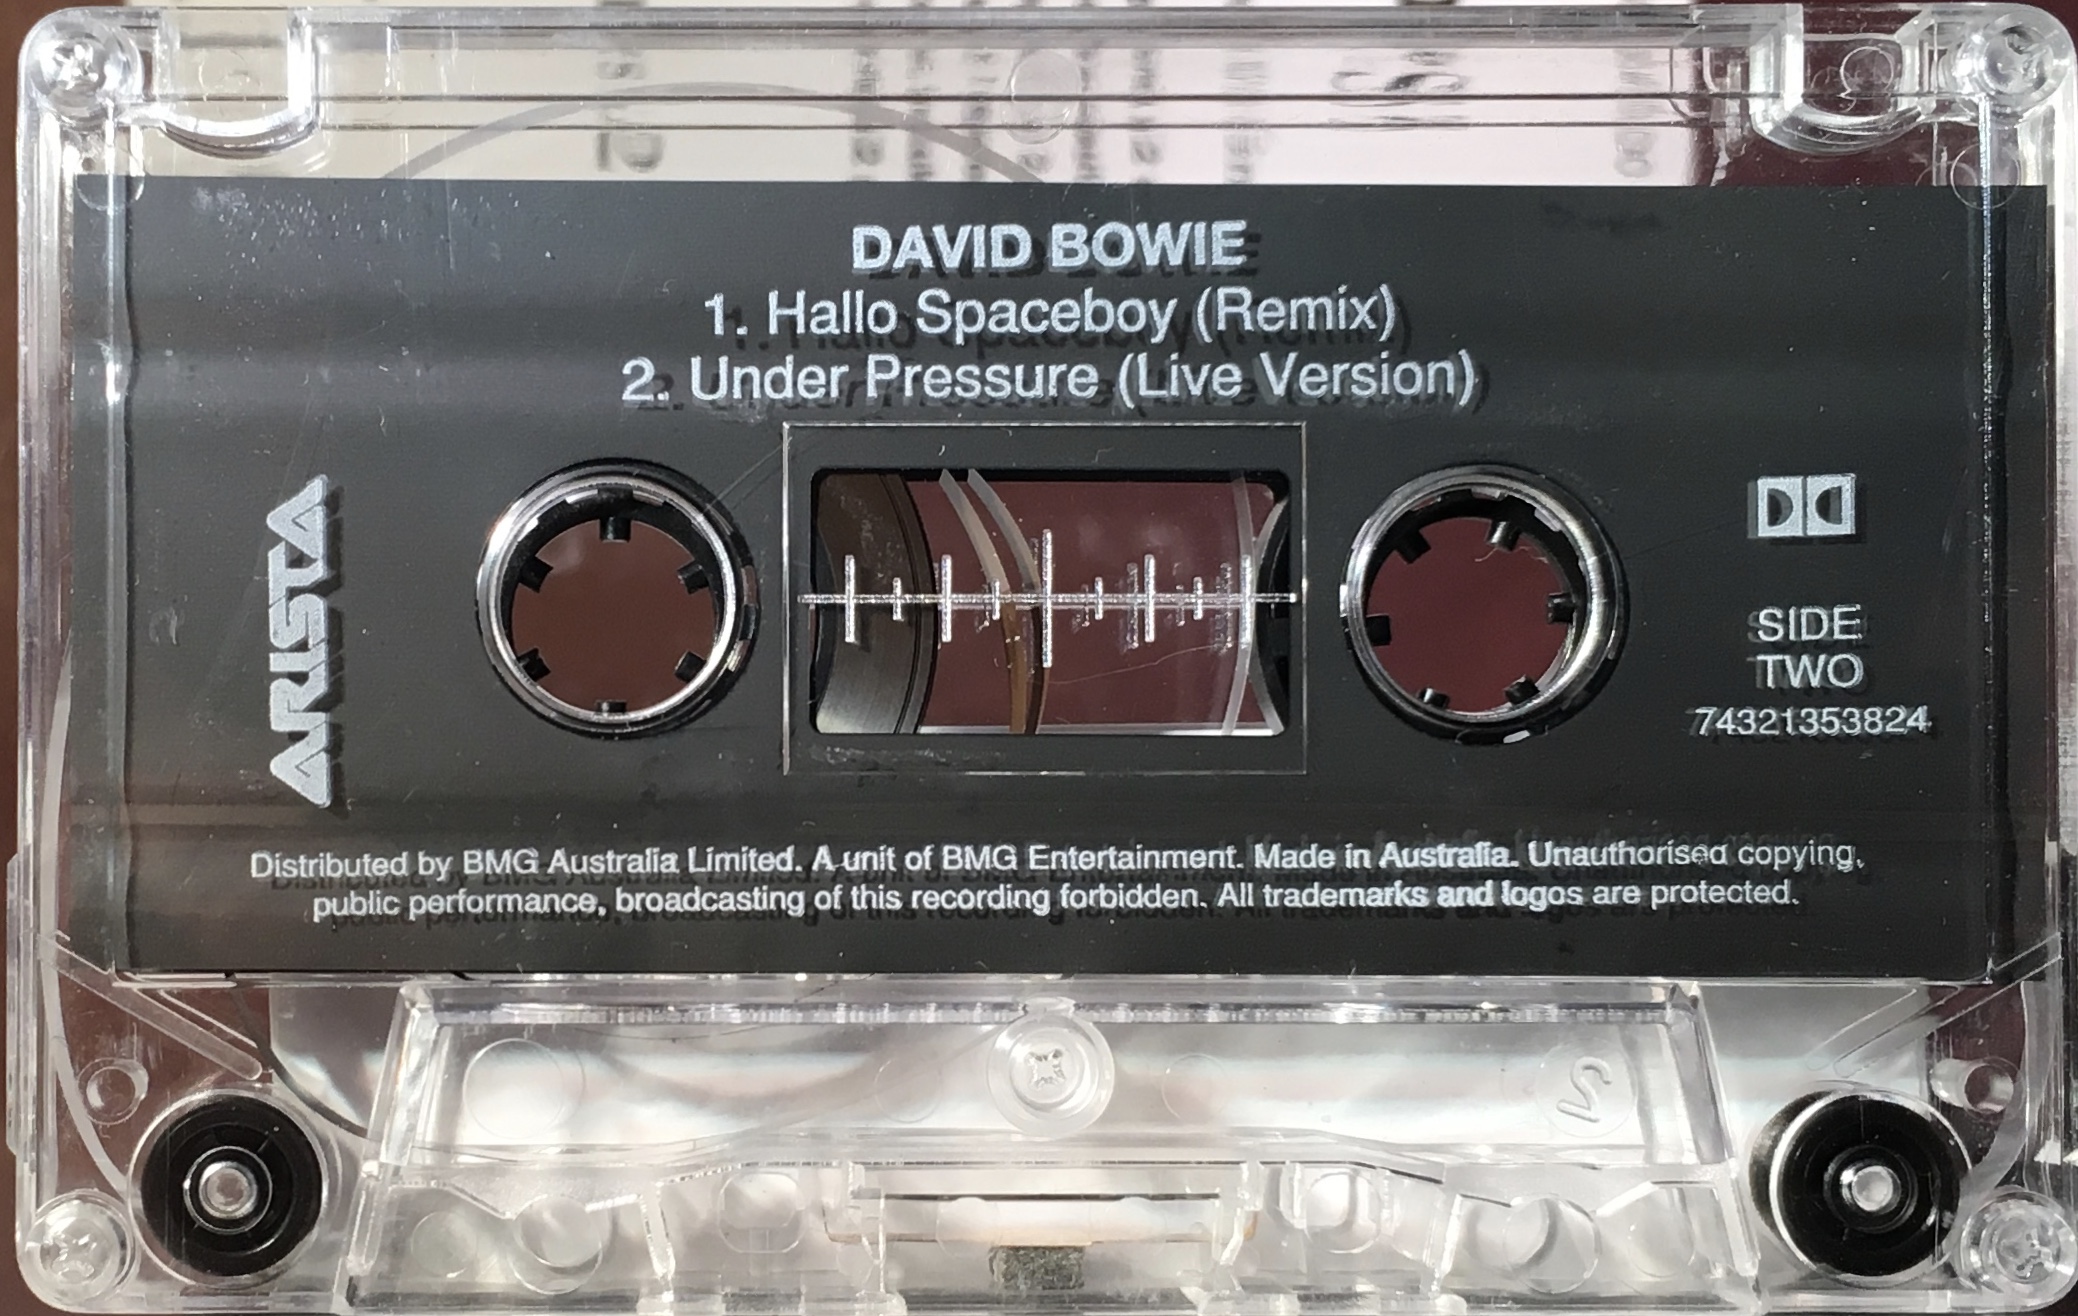 DAVID BOWIE
1. Hallo Spaceboy (Remix)
2. Under Pressure (Live Version)
ARISTA
SIDE
TWO
74321353824
Distributed by BMG Australia Limited. A unit of BMG Entertainment. Made in Australia. Unauthorised copying,
public performance, broadcasting of this recording forbidden. All trademarks and logos are protected.
2